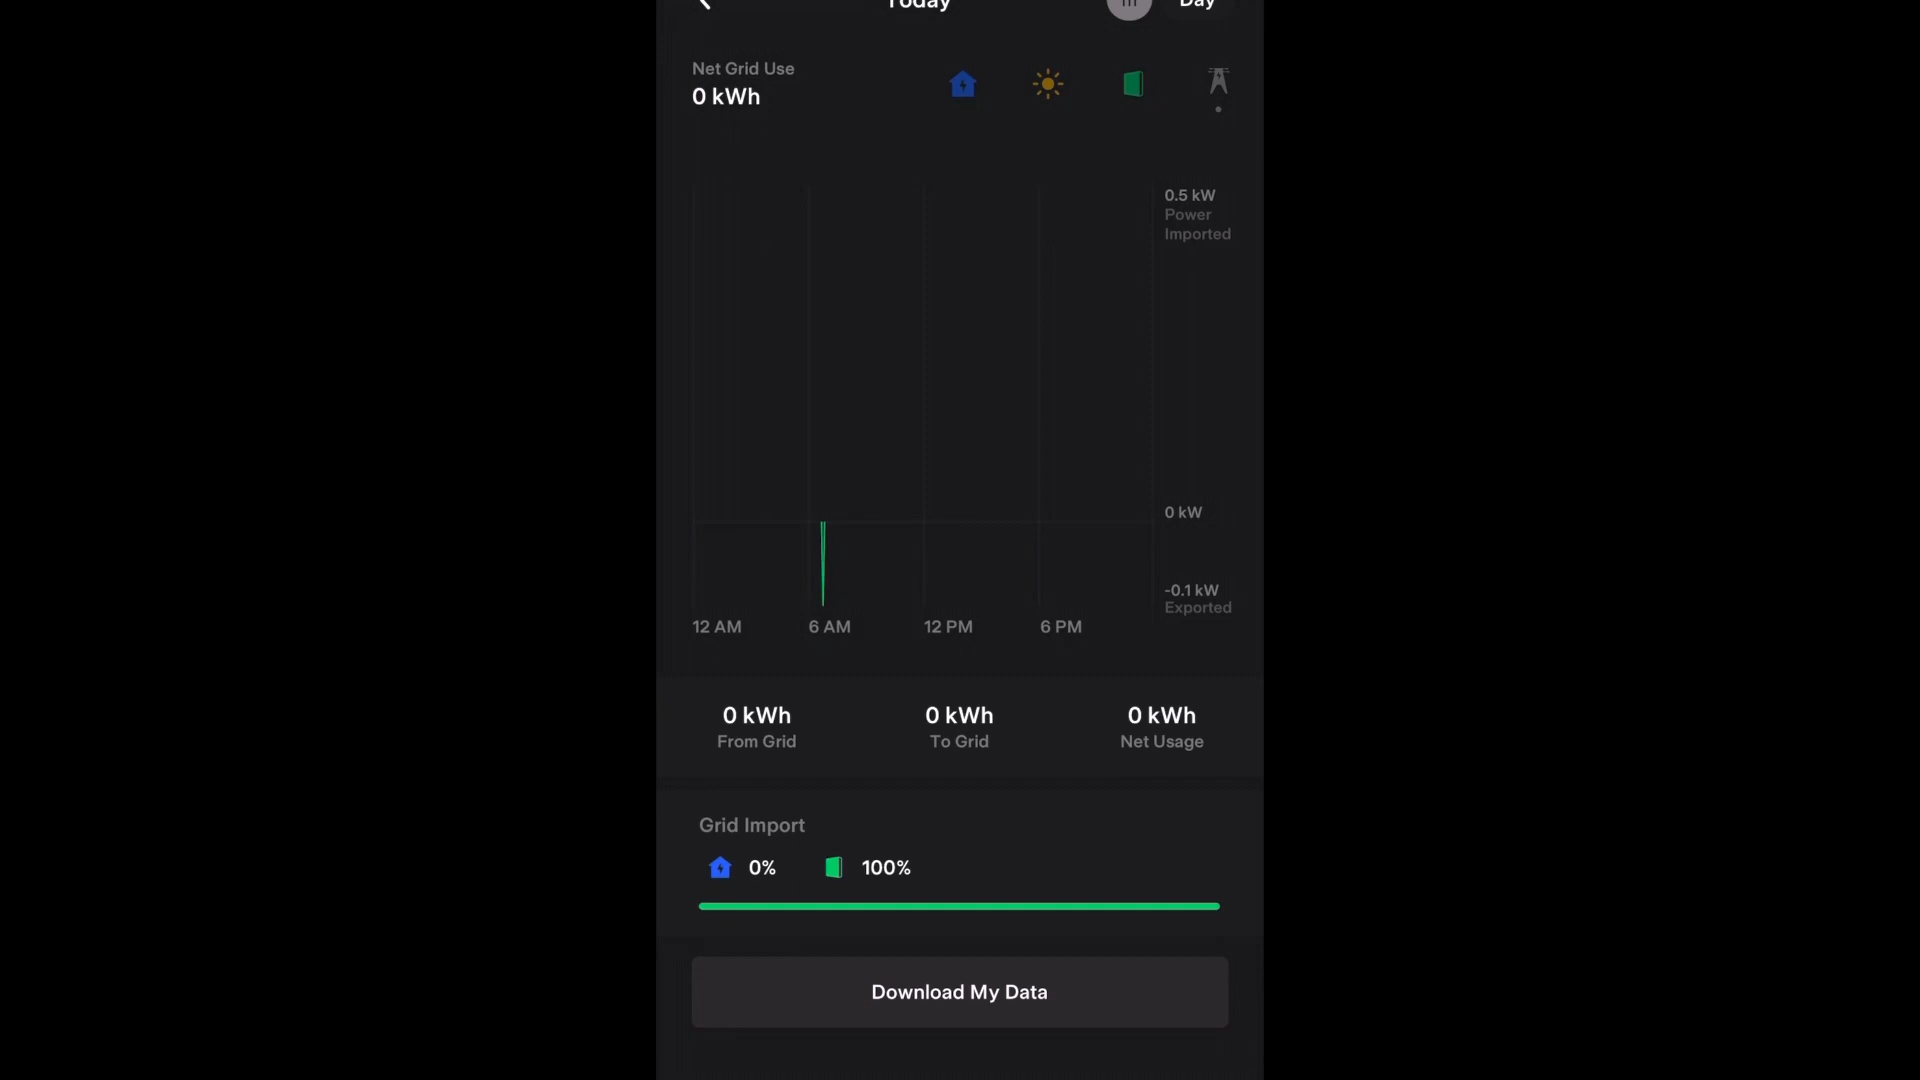 Today
Day
Net Grid Use
0 kWh
0.5 kW
Power
Imported
0 kW
-0.1 kW
Exported
12 AM
6 AM
12 PM
6 PM
0 kWh
0 kWh
0 kWh
From Grid
To Grid
Net Usage
Grid Import
0%
100%
Download My Data